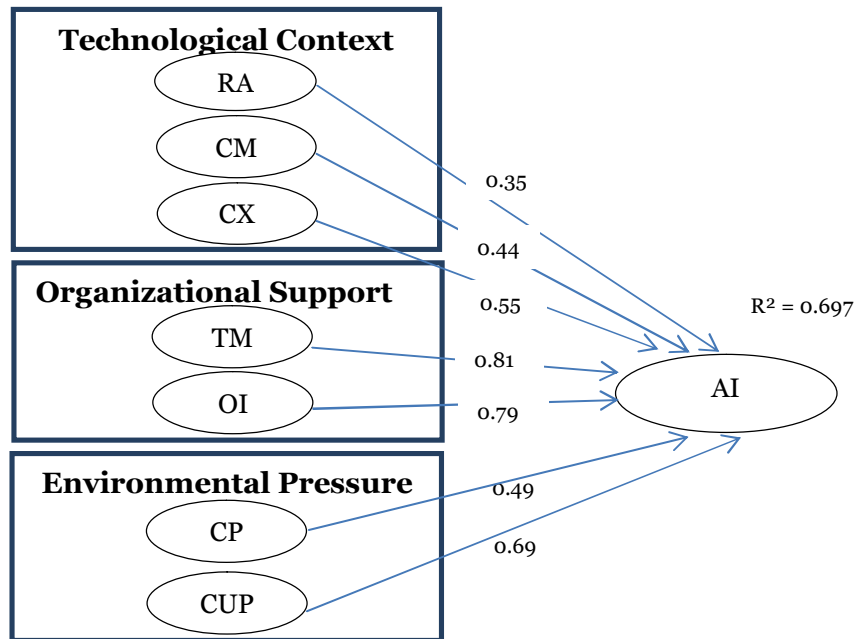 Technological Context
RA
CM
CX
0.35
0.44
0.55
Organizational Support
TM
OI
0.81
0.79
R² = 0.697
AI
Environmental Pressure
CP
CUP
0.49
0.69